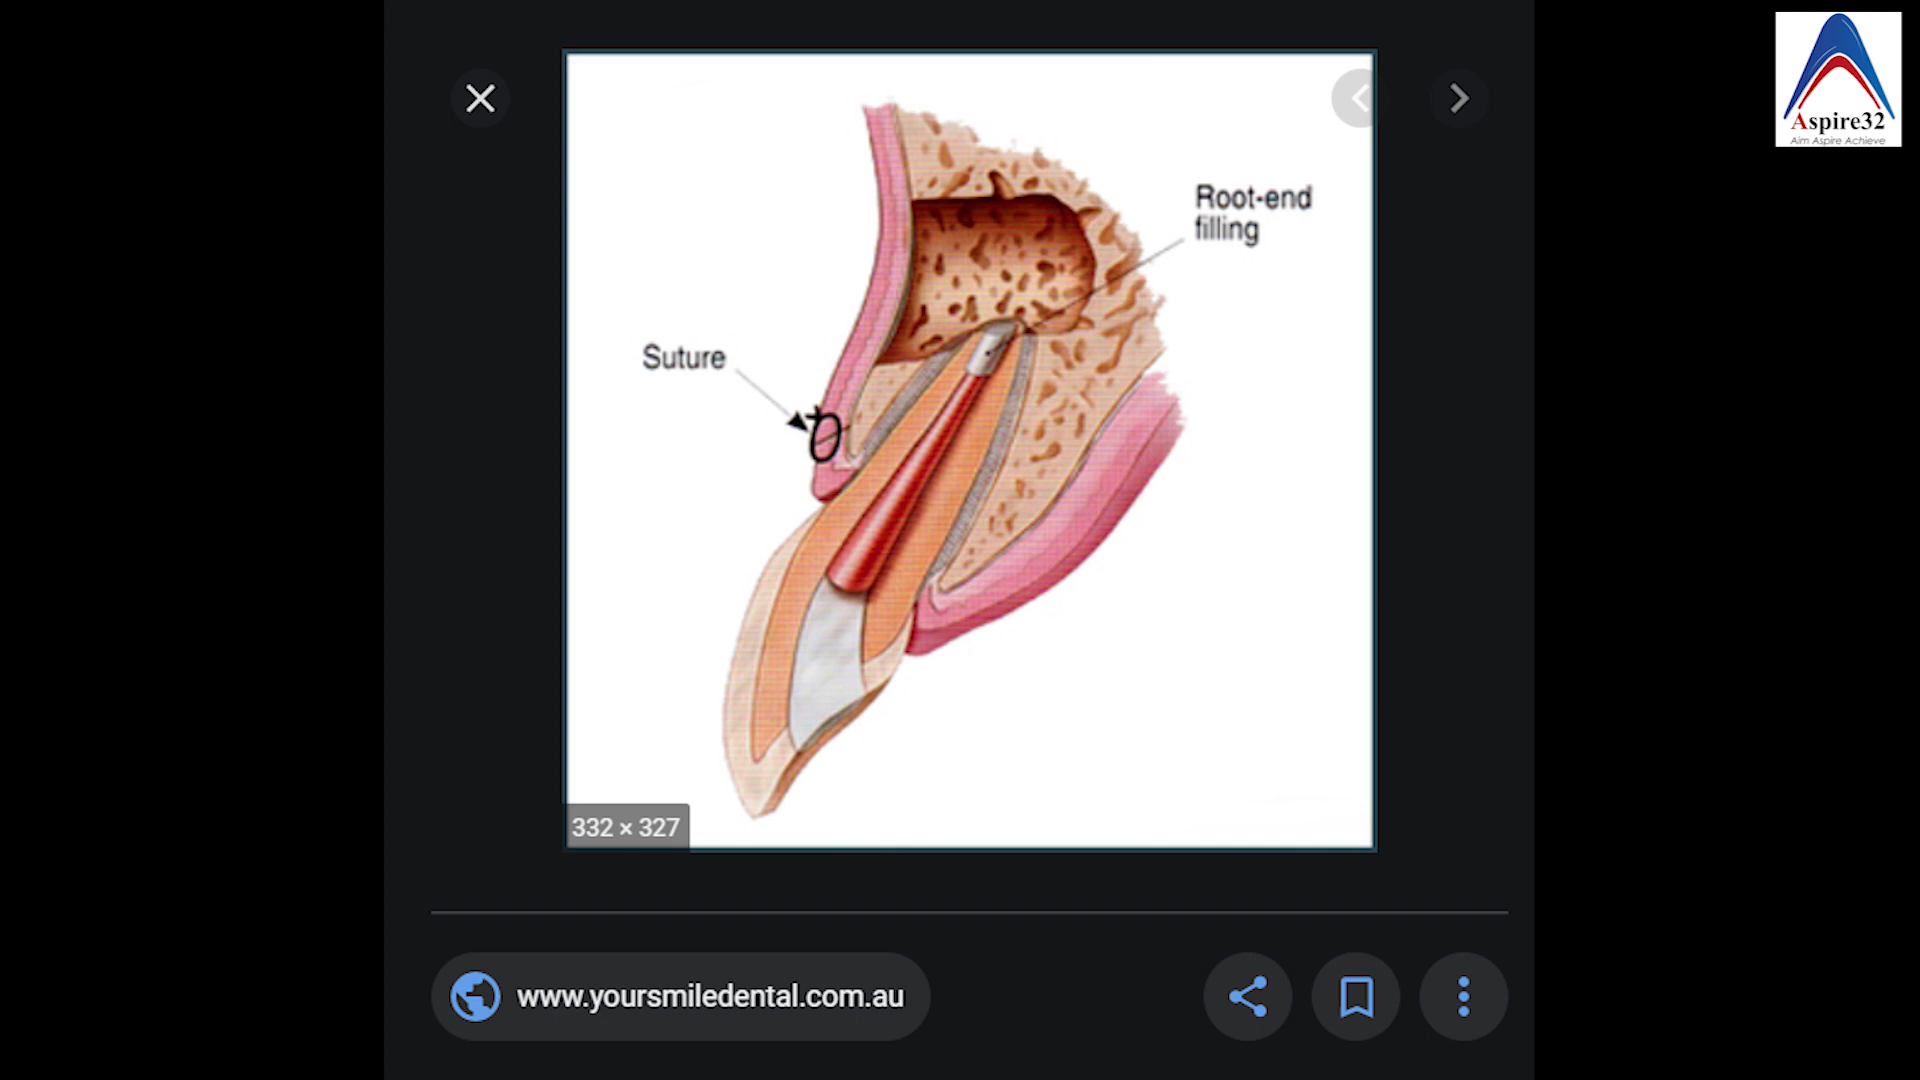 Aspire32
Aim Aspire Achieve
Root-end
filling
Suture
332 × 327
www.yoursmiledental.com.au